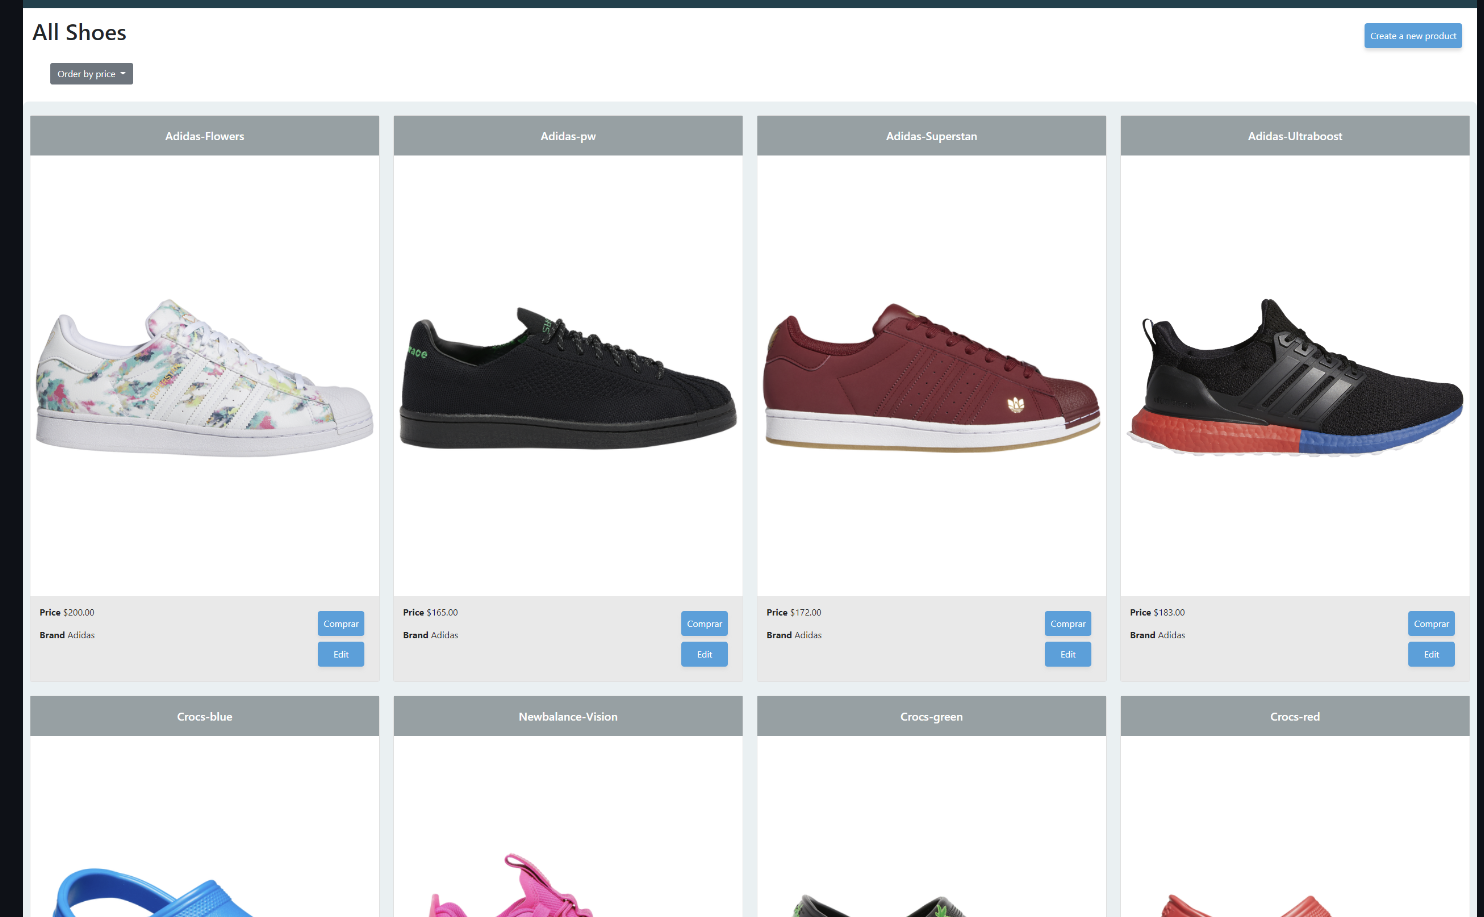 All Shoes
Create a new product
Order by price
Adidas-Flowers
Adidas-pw
Adidas-Superstan
Adidas-Ultraboost
Price $200.00
Comprar
Brand Adidas
Edit
Price $165.00
Comprar
Brand Adidas
Edit
Price $172.00
Comprar
Brand Adidas
Edit
Price $183.00
Comprar
Brand Adidas
Edit
Crocs-blue
Newbalance-Vision
Crocs-green
Crocs-red